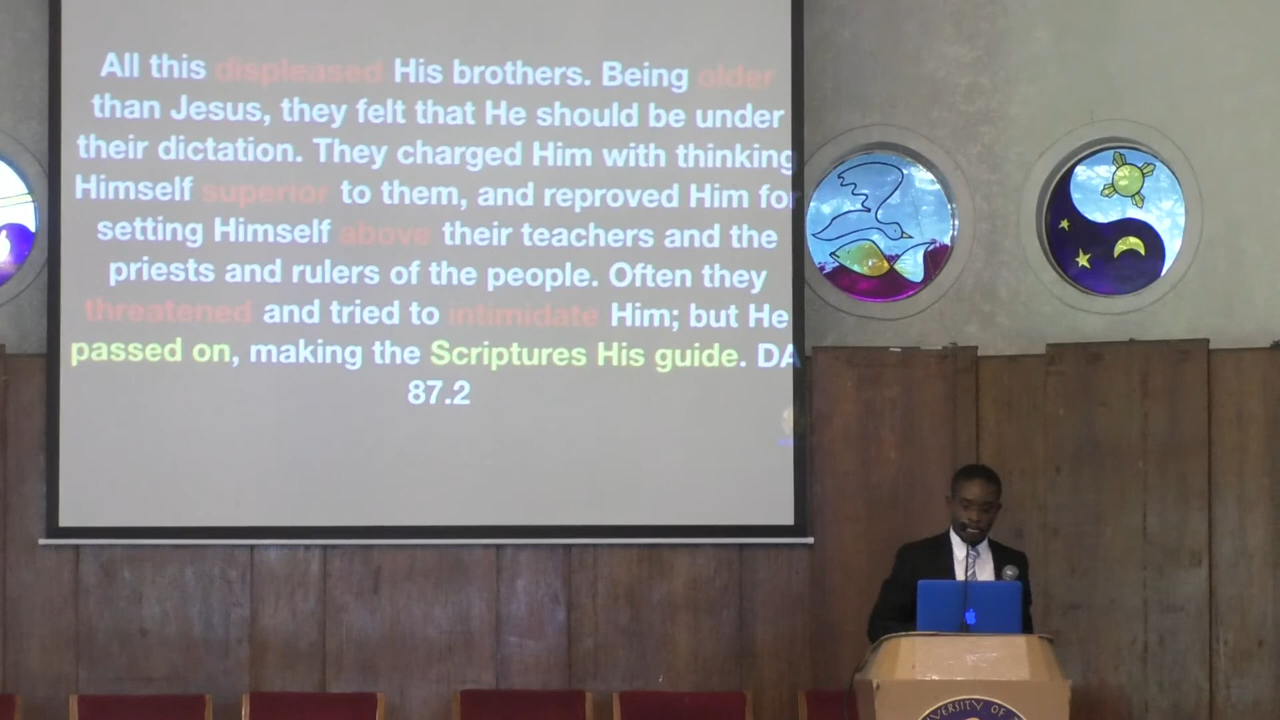 All this displeased His brothers. Being older
than Jesus, they felt that He should be under
their dictation. They charged Him with thinking
Himself superior to them, and reproved Him for
setting Himself above their teachers and the
priests and rulers of the people. Often they
threatened and tried to intimidate Him; but He
passed on, making the Scriptures His guide. DA
87.2
VERSITY OF